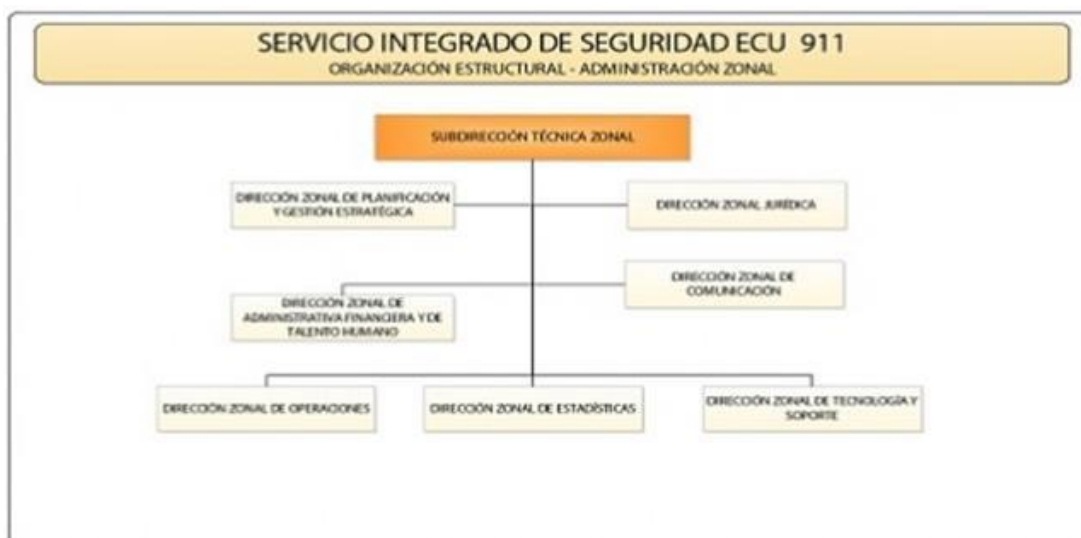 SERVICIO INTEGRADO DE SEGURIDAD ECU 911
ORGANIZACIÓN ESTRUCTURAL - ADMINISTRACIÓN ZONAL
SUBDIRECCIÓN TÉCNICA ZONAL
DIRECCIÓN ZONAL DE PLANIFICACIÓN
Y GESTIÓN ESTRATÉGICA
DIRECCIÓN ZONAL JURÍDICA
DIRECCIÓN ZONAL DE
COMUNICACIÓN
DIRECCIÓN ZONAL DE
ADMINISTRATIVA FINANCIERA Y DE
TALENTO HUMANO
DIRECCIÓN ZONAL DE OPERACIONES
DIRECCIÓN ZONAL DE ESTADÍSTICAS
DIRECCIÓN ZONAL DE TECNOLOGÍA Y
SOPORTE